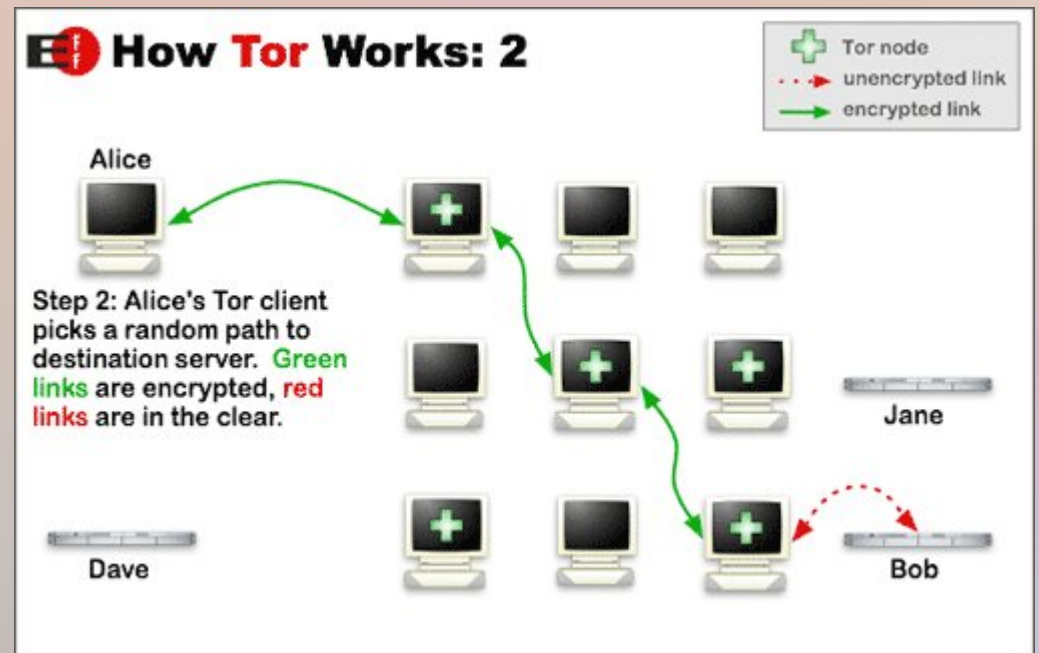 EFF How Tor Works: 2
Tor node
unencrypted link
encrypted link
Alice
Step 2: Alice's Tor client
picks a random path to
destination server. Green
links are encrypted, red
links are in the clear.
Jane
Dave
Bob